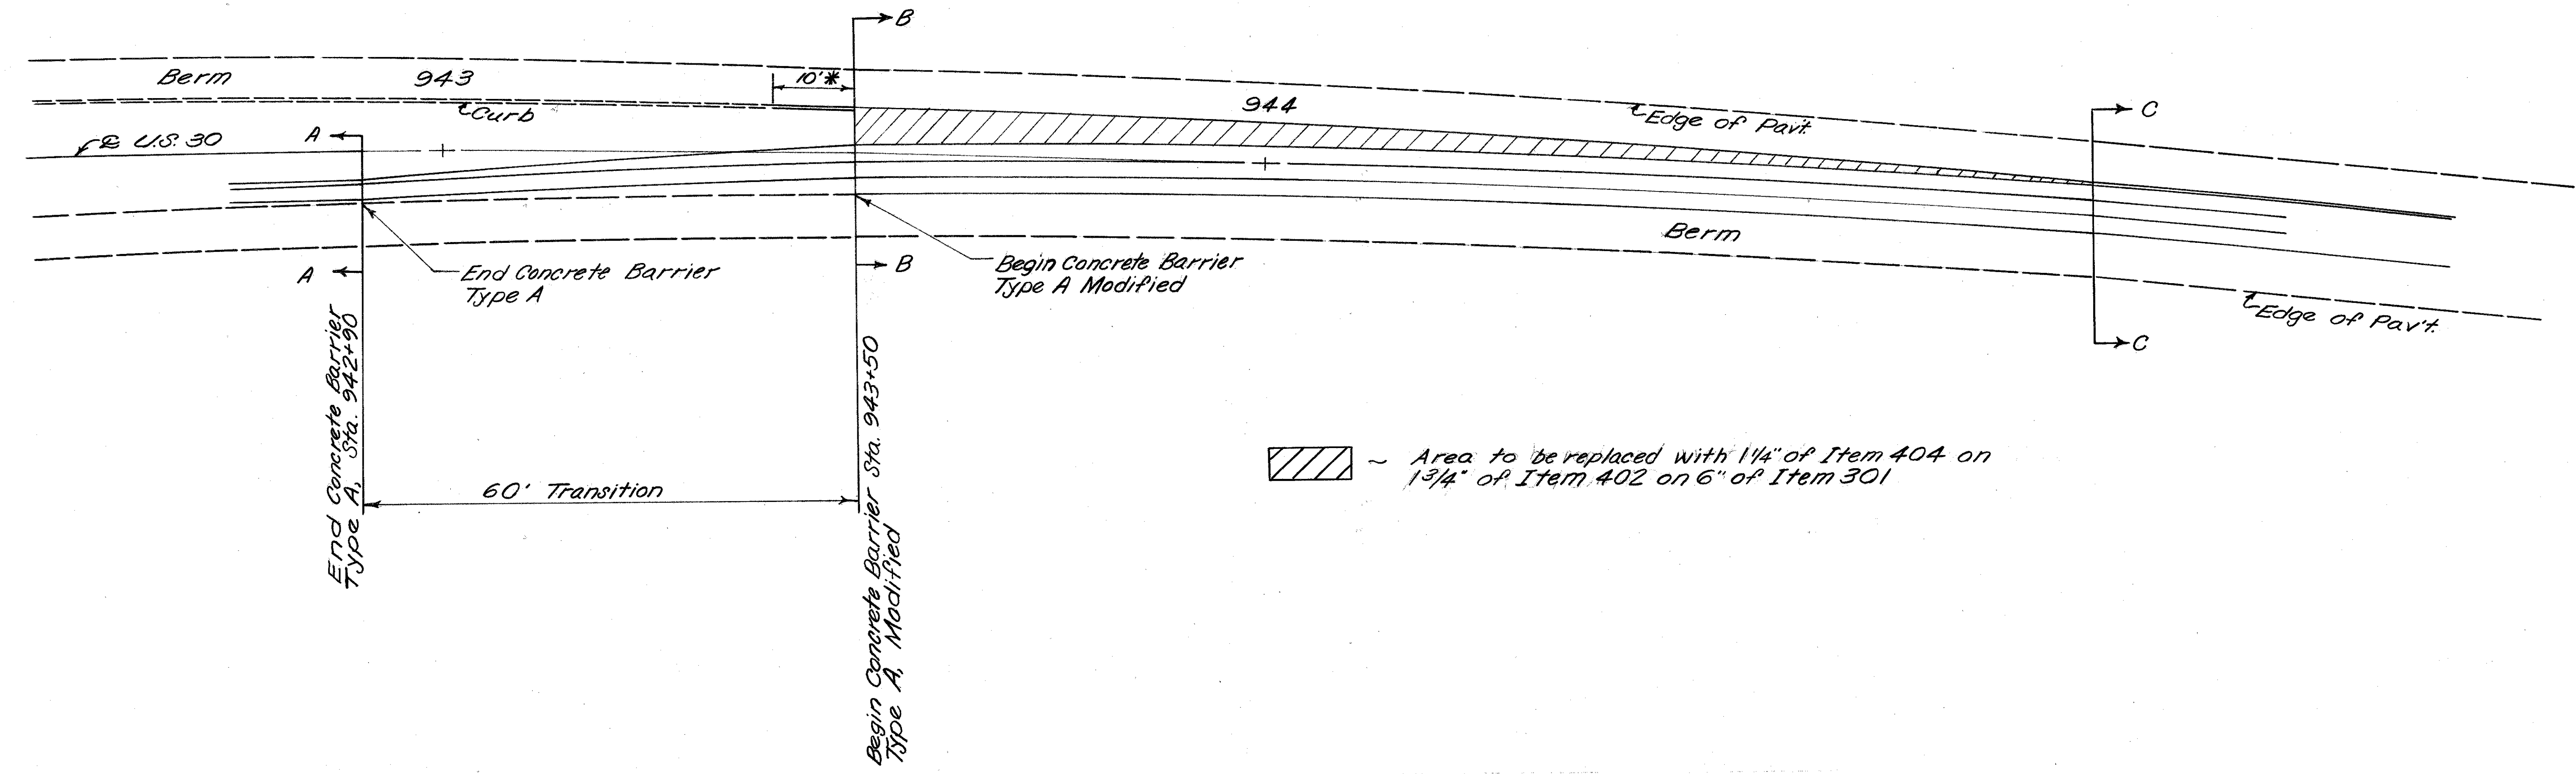 B
Berm
943
10'*
Curb
944
Edge of Pav't.
C
A
℄ U.S. 30
A
B
Berm
End Concrete Barrier
Type A
Begin Concrete Barrier
Type A Modified
Edge of Pav't.
C
End Concrete Barrier
Type A, Sta. 942+90
Begin Concrete Barrier Sta. 943+50
Type A, Modified
60' Transition
~ Area to be replaced with 1¼" of Item 404 on
1¾" of Item 402 on 6" of Item 301